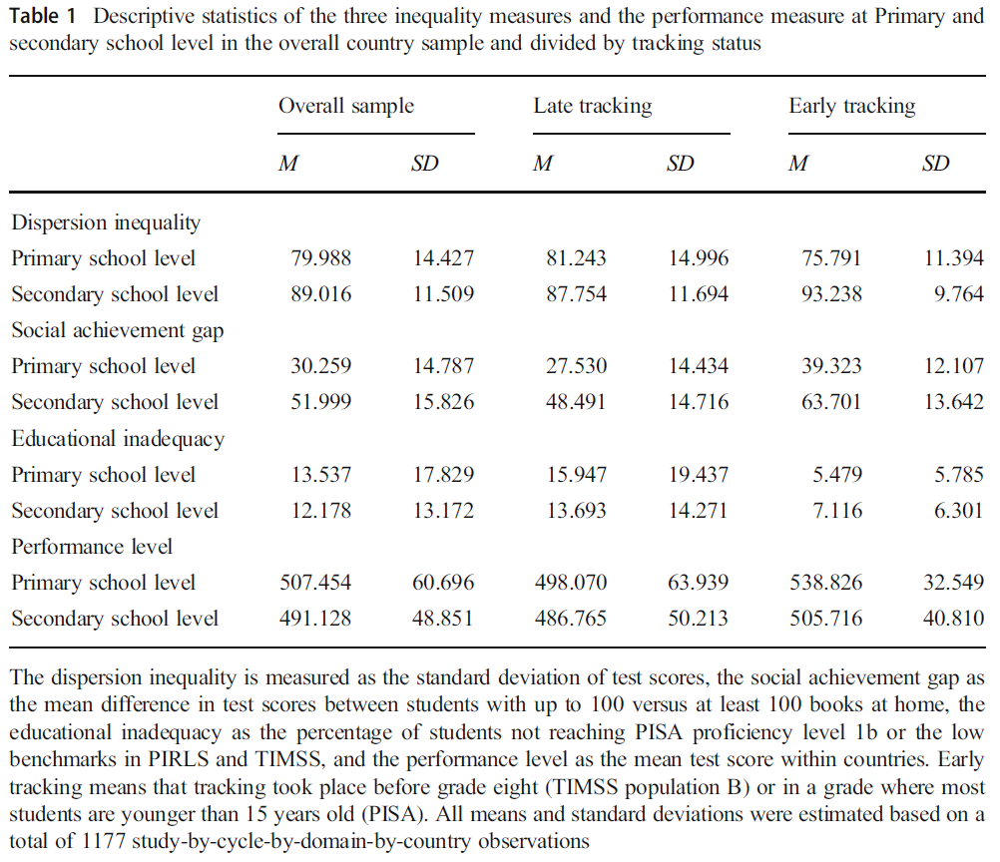 Table 1 Descriptive statistics of the three inequality measures and the performance measure at Primary and
secondary school level in the overall country sample and divided by tracking status
Overall sample Late tracking Early tracking
M SD M SD M SD
Dispersion inequality
Primary school level 79.988 14.427 81.243 14.996 75.791 11.394
Secondary school level 89.016 11.509 87.754 11.694 93.238 9.764
Social achievement gap
Primary school level 30.259 14.787 27.530 14.434 39.323 12.107
Secondary school level 51.999 15.826 48.491 14.716 63.701 13.642
Educational inadequacy
Primary school level 13.537 17.829 15.947 19.437 5.479 5.785
Secondary school level 12.178 13.172 13.693 14.271 7.116 6.301
Performance level
Primary school level 507.454 60.696 498.070 63.939 538.826 32.549
Secondary school level 491.128 48.851 486.765 50.213 505.716 40.810
The dispersion inequality is measured as the standard deviation of test scores, the social achievement gap as
the mean difference in test scores between students with up to 100 versus at least 100 books at home, the
educational inadequacy as the percentage of students not reaching PISA proficiency level 1b or the low
benchmarks in PIRLS and TIMSS, and the performance level as the mean test score within countries. Early
tracking means that tracking took place before grade eight (TIMSS population B) or in a grade where most
students are younger than 15 years old (PISA). All means and standard deviations were estimated based on a
total of 1177 study-by-cycle-by-domain-by-country observations